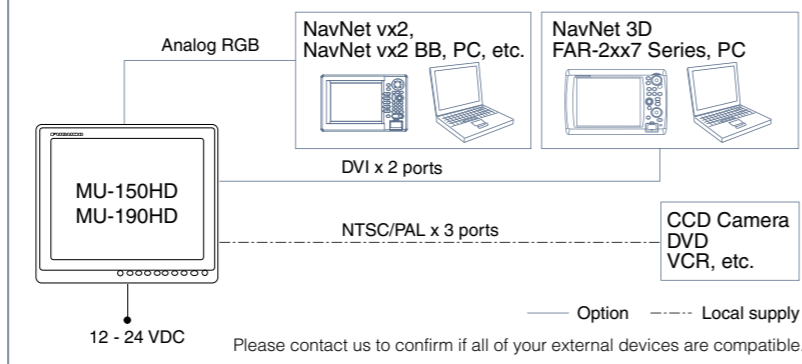 Analog RGB
NavNet vx2,
NavNet vx2 BB, PC, etc.
NavNet 3D
FAR-2xx7 Series, PC
FURUNO
MU-150HD
MU-190HD
DVI x 2 ports
NTSC/PAL x 3 ports
CCD Camera
DVD
VCR, etc.
12 - 24 VDC
Option
Local supply
Please contact us to confirm if all of your external devices are compatible.